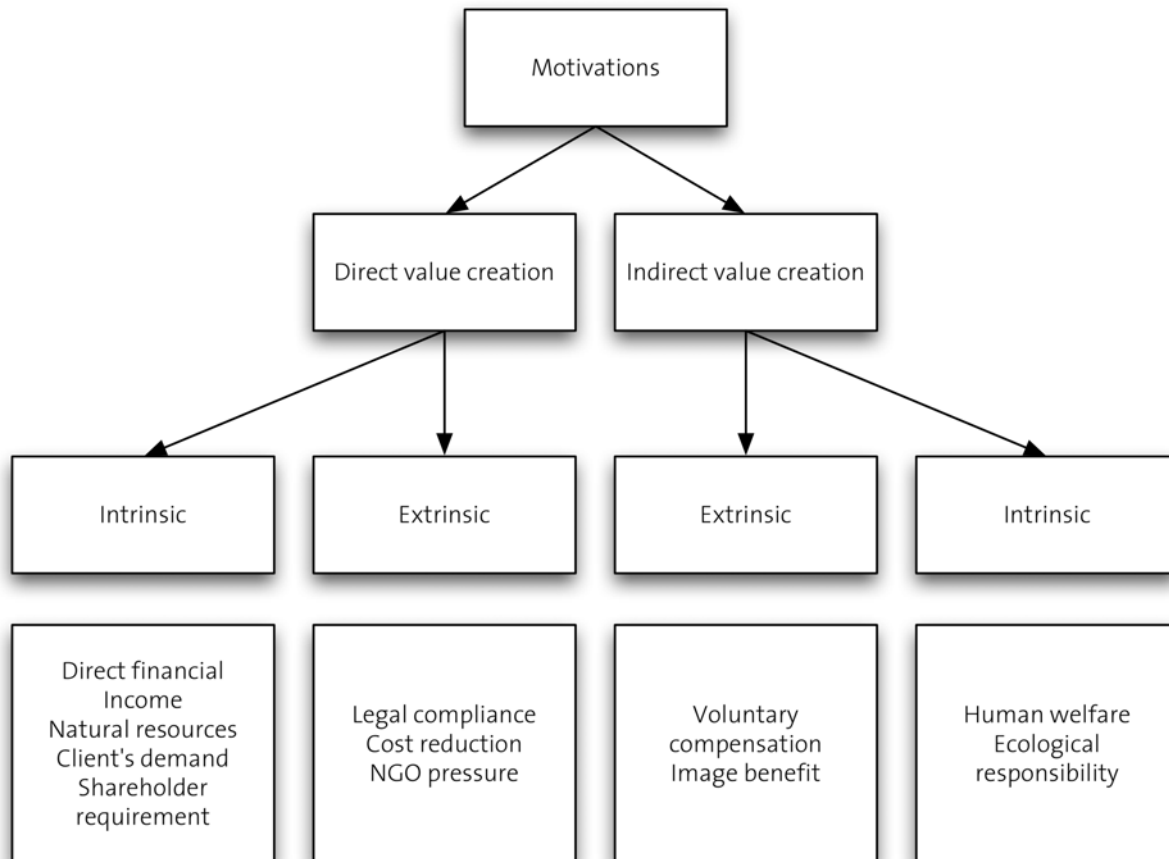 Motivations
Direct value creation
Indirect value creation
Intrinsic
Extrinsic
Extrinsic
Intrinsic
Direct financial
Income
Natural resources
Client's demand
Shareholder
requirement
Legal compliance
Cost reduction
NGO pressure
Voluntary
compensation
Image benefit
Human welfare
Ecological
responsibility